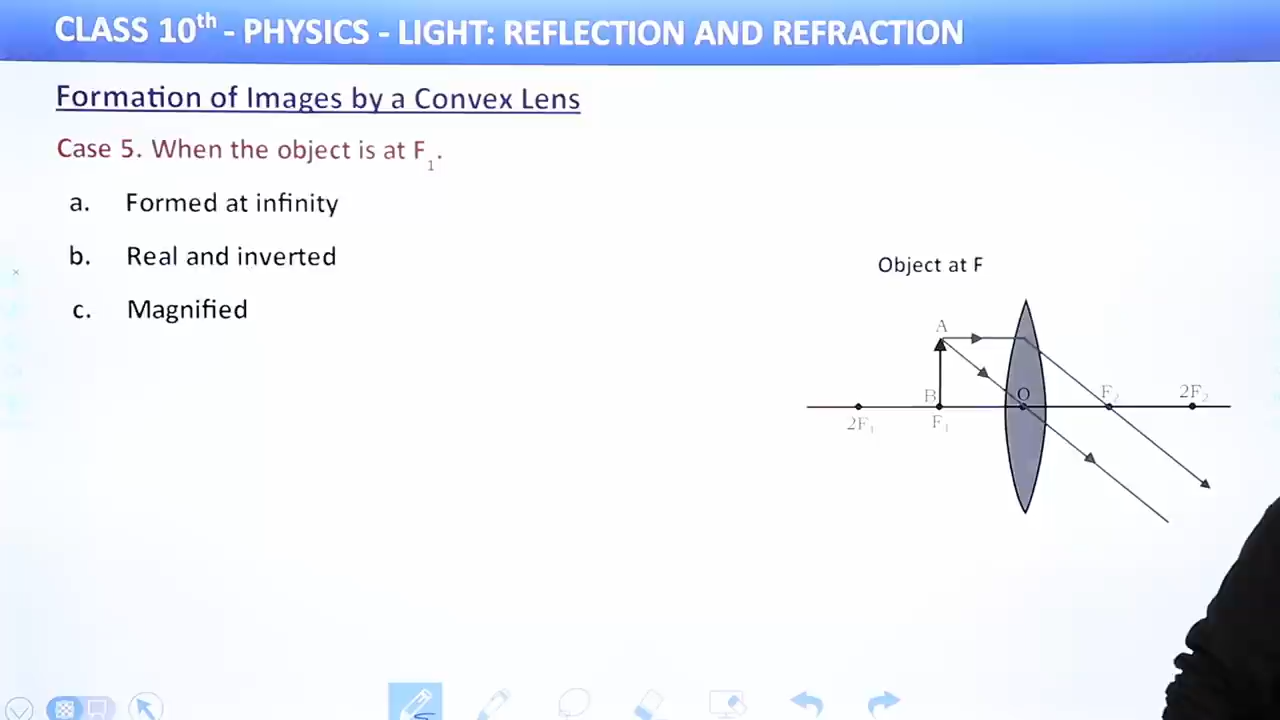 CLASS 10th - PHYSICS - LIGHT: REFLECTION AND REFRACTION
Formation of Images by a Convex Lens
Case 5. When the object is at F1.
a. Formed at infinity
b. Real and inverted
c. Magnified
Object at F
A
B O F2 2F2
2F1 F1